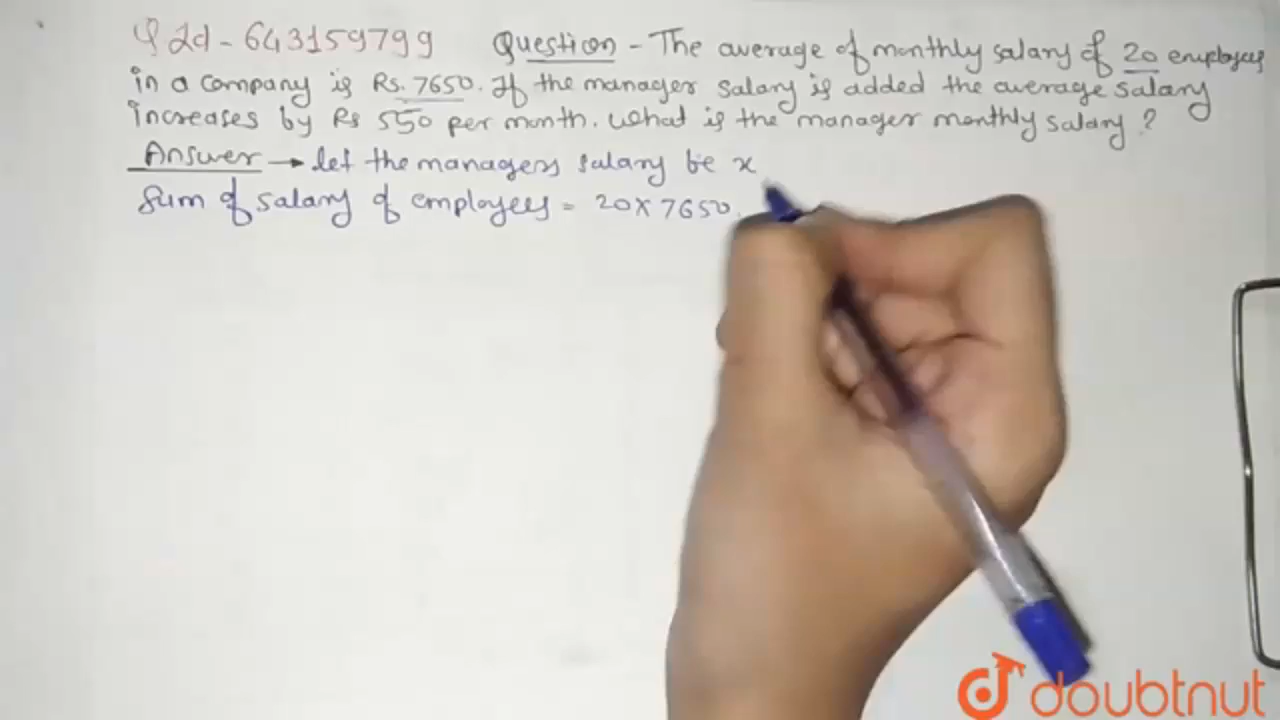 Q Id - 643159799 Question - The average of monthly salary of 20 employees
in a company is Rs. 7650. If the manager salary is added the average salary
increases by Rs 550 per month. What is the manager monthly salary ?
Answer → let the managers salary be x
Sum of salary of employees = 20 x 7650.
doubtnut